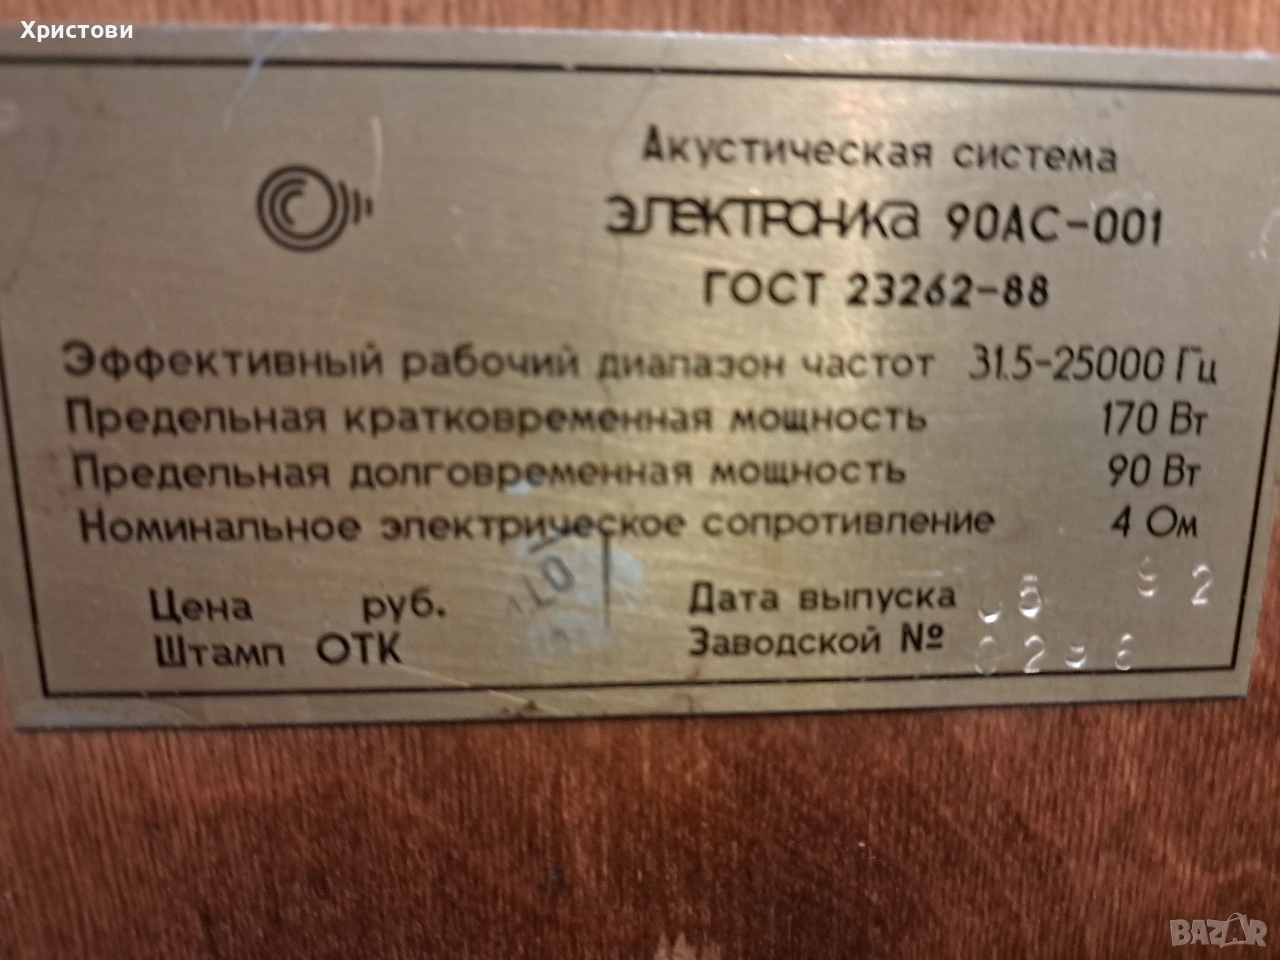 Христови
Акустическая система
ЭЛЕКТРОНИКА 90АС-001
ГОСТ 23262-88
Эффективный рабочий диапазон частот 31.5-25000 Гц
Предельная кратковременная мощность 170 Вт
Предельная долговременная мощность 90 Вт
Номинальное электрическое сопротивление 4 Ом
Цена руб.
Дата выпуска
Штамп ОТК
Заводской №
BAZAR